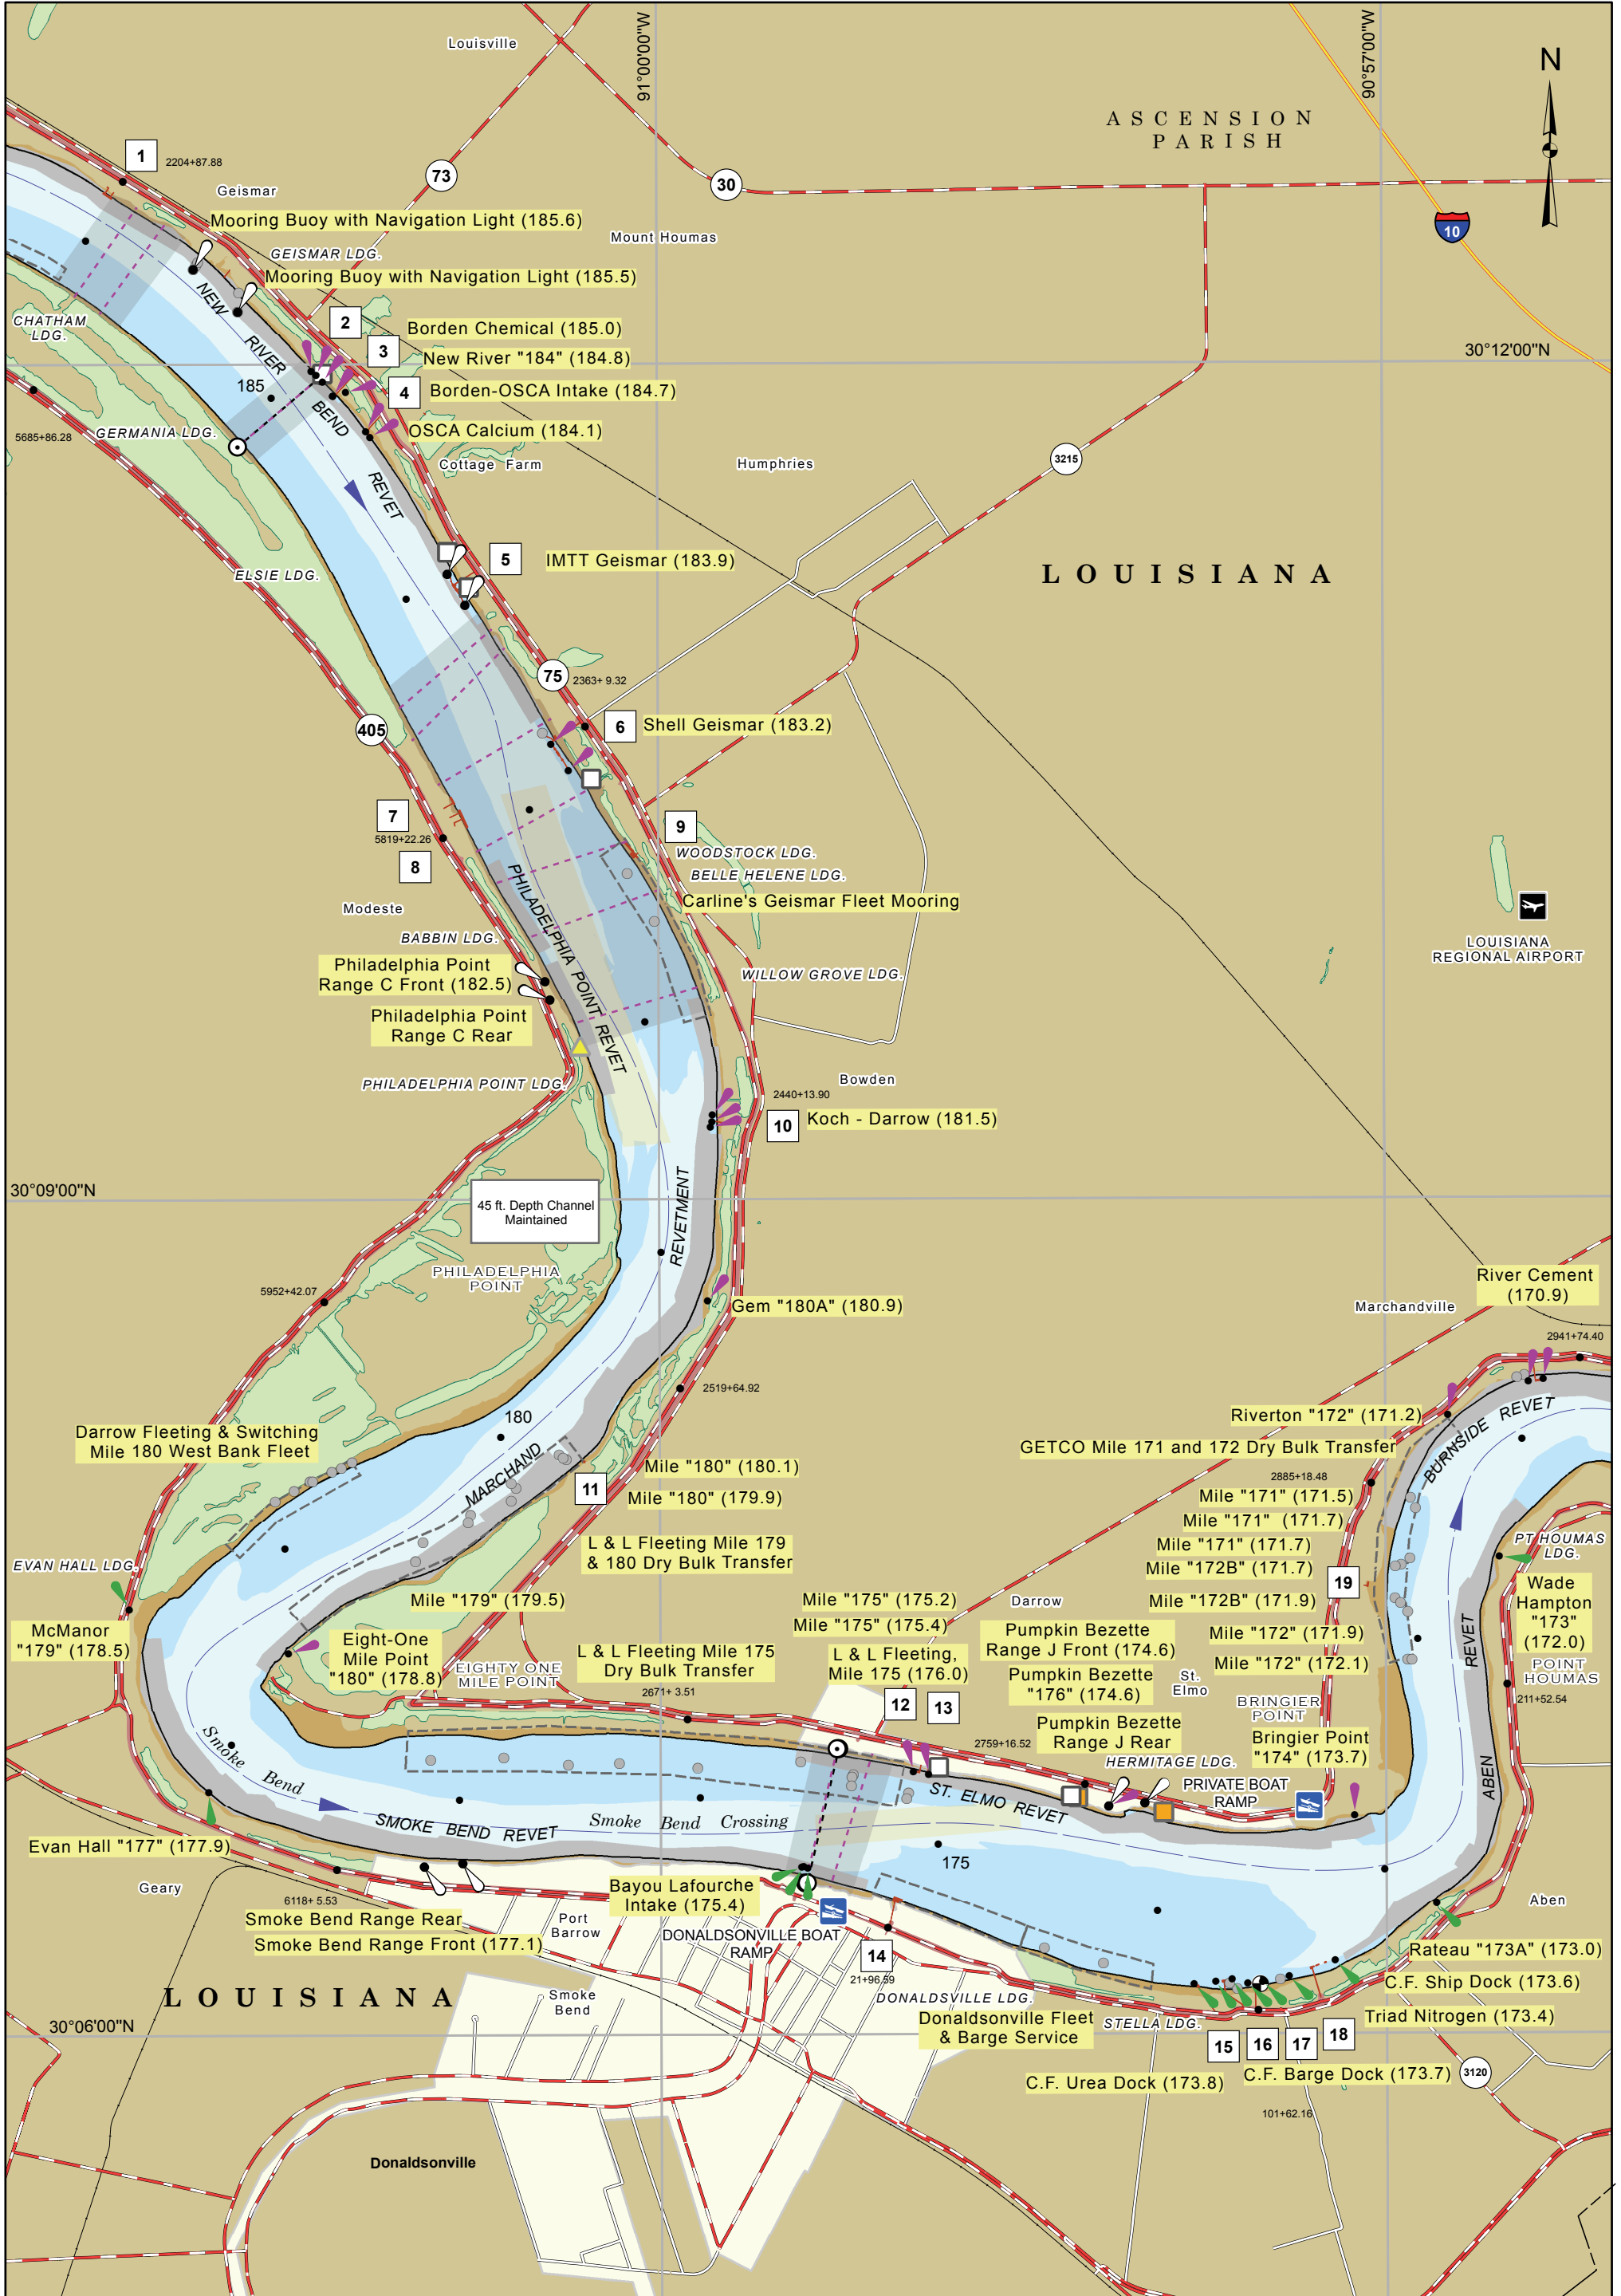 Louisville
91°00'00"W
90°57'00"W
N
ASCENSION
PARISH
1
2204+87.88
Geismar
73
30
10
Mooring Buoy with Navigation Light (185.6)
GEISMAR LDG.
Mount Houmas
Mooring Buoy with Navigation Light (185.5)
CHATHAM
LDG.
NEW RIVER BEND REVET
2
Borden Chemical (185.0)
3
New River "184" (184.8)
30°12'00"N
185
4
Borden-OSCA Intake (184.7)
5685+86.28
GERMANIA LDG.
OSCA Calcium (184.1)
Cottage Farm
Humphries
3215
ELSIE LDG.
5
IMTT Geismar (183.9)
LOUISIANA
75
2363+ 9.32
405
6
Shell Geismar (183.2)
7
5819+22.26
8
9
WOODSTOCK LDG.
BELLE HELENE LDG.
Carline's Geismar Fleet Mooring
Modeste
BABBIN LDG.
PHILADELPHIA POINT REVET
LOUISIANA
REGIONAL AIRPORT
Philadelphia Point
Range C Front (182.5)
WILLOW GROVE LDG.
Philadelphia Point
Range C Rear
PHILADELPHIA POINT LDG.
Bowden
2440+13.90
10
Koch - Darrow (181.5)
30°09'00"N
45 ft. Depth Channel
Maintained
REVETMENT
PHILADELPHIA
POINT
5952+42.07
Gem "180A" (180.9)
River Cement
(170.9)
Marchandville
2941+74.40
2519+64.92
Darrow Fleeting & Switching
Mile 180 West Bank Fleet
180
MARCHAND
Riverton "172" (171.2)
BURNSIDE REVET
GETCO Mile 171 and 172 Dry Bulk Transfer
Mile "180" (180.1)
11
Mile "180" (179.9)
2885+18.48
Mile "171" (171.5)
Mile "171" (171.7)
L & L Fleeting Mile 179
& 180 Dry Bulk Transfer
Mile "171" (171.7)
Mile "172B" (171.7)
PT HOUMAS
LDG.
EVAN HALL LDG.
19
Mile "179" (179.5)
Mile "175" (175.2)
Darrow
Mile "172B" (171.9)
Wade
Hampton
"173"
(172.0)
McManor
"179" (178.5)
Eight-One
Mile Point
"180" (178.8)
Mile "175" (175.4)
Pumpkin Bezette
Range J Front (174.6)
Mile "172" (171.9)
EIGHTY ONE
MILE POINT
L & L Fleeting Mile 175
Dry Bulk Transfer
L & L Fleeting,
Mile 175 (176.0)
Pumpkin Bezette
"176" (174.6)
St.
Elmo
Mile "172" (172.1)
POINT
HOUMAS
2671+ 3.51
12
13
211+52.54
BRINGIER
POINT
Pumpkin Bezette
Range J Rear
2759+16.52
HERMITAGE LDG.
Bringier Point
"174" (173.7)
Smoke Bend
PRIVATE BOAT
RAMP
ABEN REVET
SMOKE BEND REVET
Smoke Bend Crossing
ST. ELMO REVET
Evan Hall "177" (177.9)
175
Geary
6118+ 5.53
Bayou Lafourche
Intake (175.4)
Aben
Smoke Bend Range Rear
Smoke Bend Range Front (177.1)
Port
Barrow
DONALDSONVILLE BOAT
RAMP
14
21+96.59
Rateau "173A" (173.0)
C.F. Ship Dock (173.6)
LOUISIANA
Smoke
Bend
DONALDSVILLE LDG.
Donaldsonville Fleet
& Barge Service
STELLA LDG.
Triad Nitrogen (173.4)
30°06'00"N
15
16
17
18
C.F. Urea Dock (173.8)
C.F. Barge Dock (173.7)
3120
101+62.16
Donaldsonville